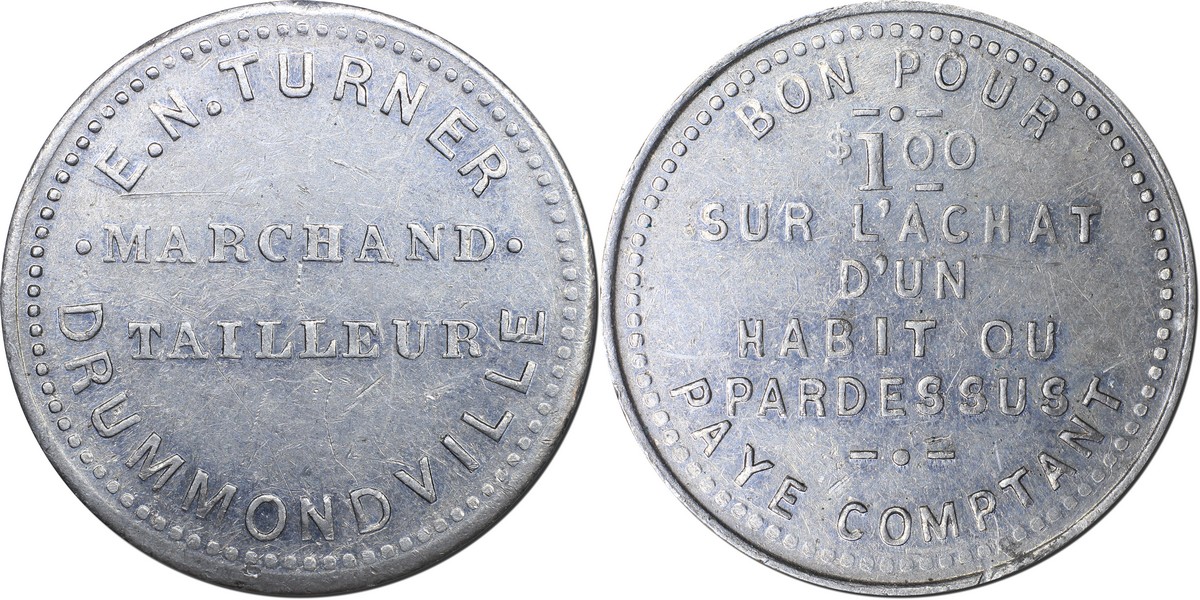 E.N. TURNER
· MARCHAND ·
TAILLEUR
DRUMMONDVILLE
BON POUR
$1.00
SUR L'ACHAT
D'UN
HABIT OU
PARDESSUS
PAYE COMPTANT